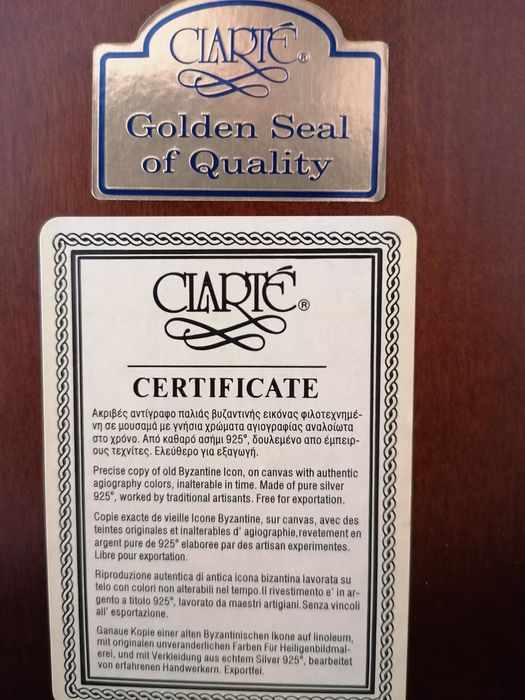 CLARTÉ®
Golden Seal
of Quality
CLARTÉ®
CERTIFICATE
Ακριβές αντίγραφο παλιάς βυζαντινής εικόνας φιλοτεχνημέ-
νη σε μουσαμά με γνήσια χρώματα αγιογραφίας αναλοίωτα
στο χρόνο. Από καθαρό ασήμι 925°, δουλεμένο απο έμπειρ-
ους τεχνίτες. Ελεύθερο για εξαγωγή.
Precise copy of old Byzantine Icon, on canvas with authentic
agiography colors, inalterable in time. Made of pure silver
925°, worked by traditional artisants. Free for exportation.
Copie exacte de vieille Icone Byzantine, sur canvas, avec des
teintes originales et inalterables d' agiographie,revetement en
argent pure de 925° elaboree par des artisan experimentes.
Libre pour exportation.
Riproduzione autentica di antica icona bizantina lavorata su
telo con colori non alterabili nel tempo.Il rivestimento e' in ar-
gento a titolo 925°, lavorato da maestri artigiani.Senza vincoli
all' esportazione.
Ganaue Kopie einer alten Byzantinischen Ikone auf linoleum,
mit originalen unveranderlichen Farben Für Heiligenbildmal-
erei, und mit Verkleidung aus echtem Silver 925°, bearbeitet
von erfahrenen Handwerkern. Exportfei.